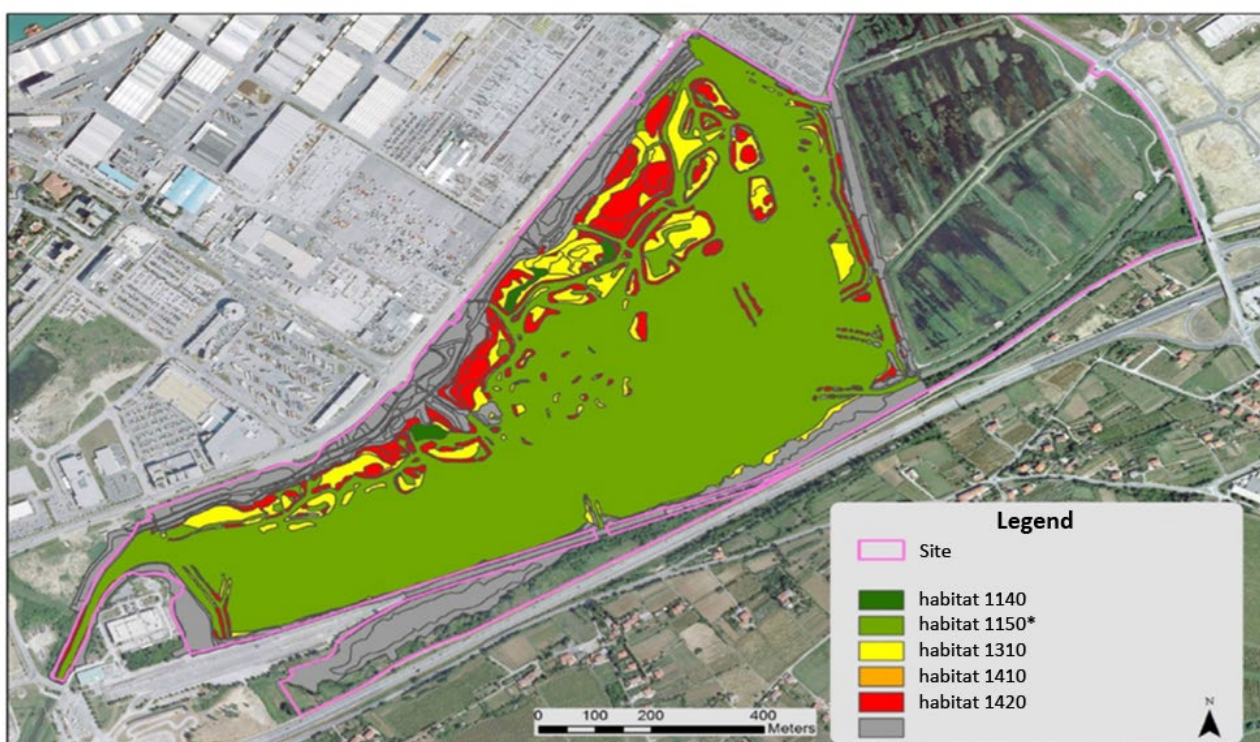 Legend
Site
habitat 1140
habitat 1150*
habitat 1310
habitat 1410
habitat 1420
N
0 100 200 400
Meters